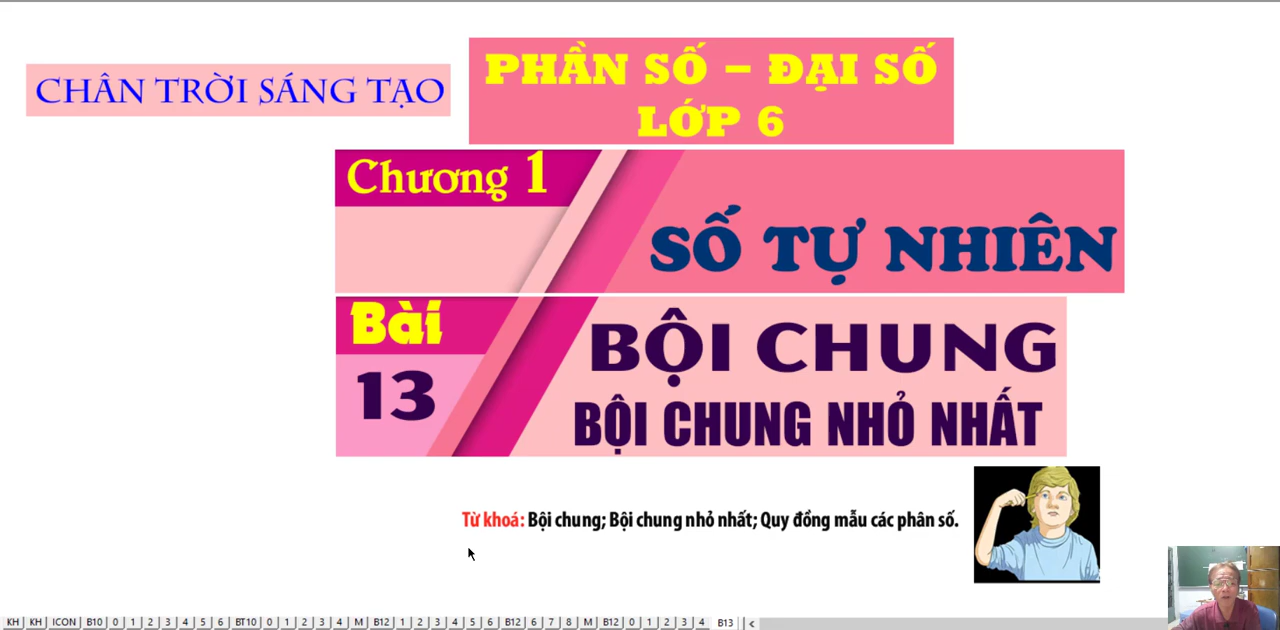 CHÂN TRỜI SÁNG TẠO
PHẦN SỐ – ĐẠI SỐ
LỚP 6
Chương 1
SỐ TỰ NHIÊN
Bài
13
BỘI CHUNG
BỘI CHUNG NHỎ NHẤT
Từ khoá: Bội chung; Bội chung nhỏ nhất; Quy đồng mẫu các phân số.
KH | KH | ICON | B10 | 0 | 1 | 2 | 3 | 4 | 5 | 6 | BT10 | 0 | 1 | 2 | 3 | 4 | M | B12 | 1 | 2 | 3 | 4 | 5 | 6 | B12 | 6 | 7 | 8 | M | B12 | 0 | 1 | 2 | 3 | 4 | B13 | <